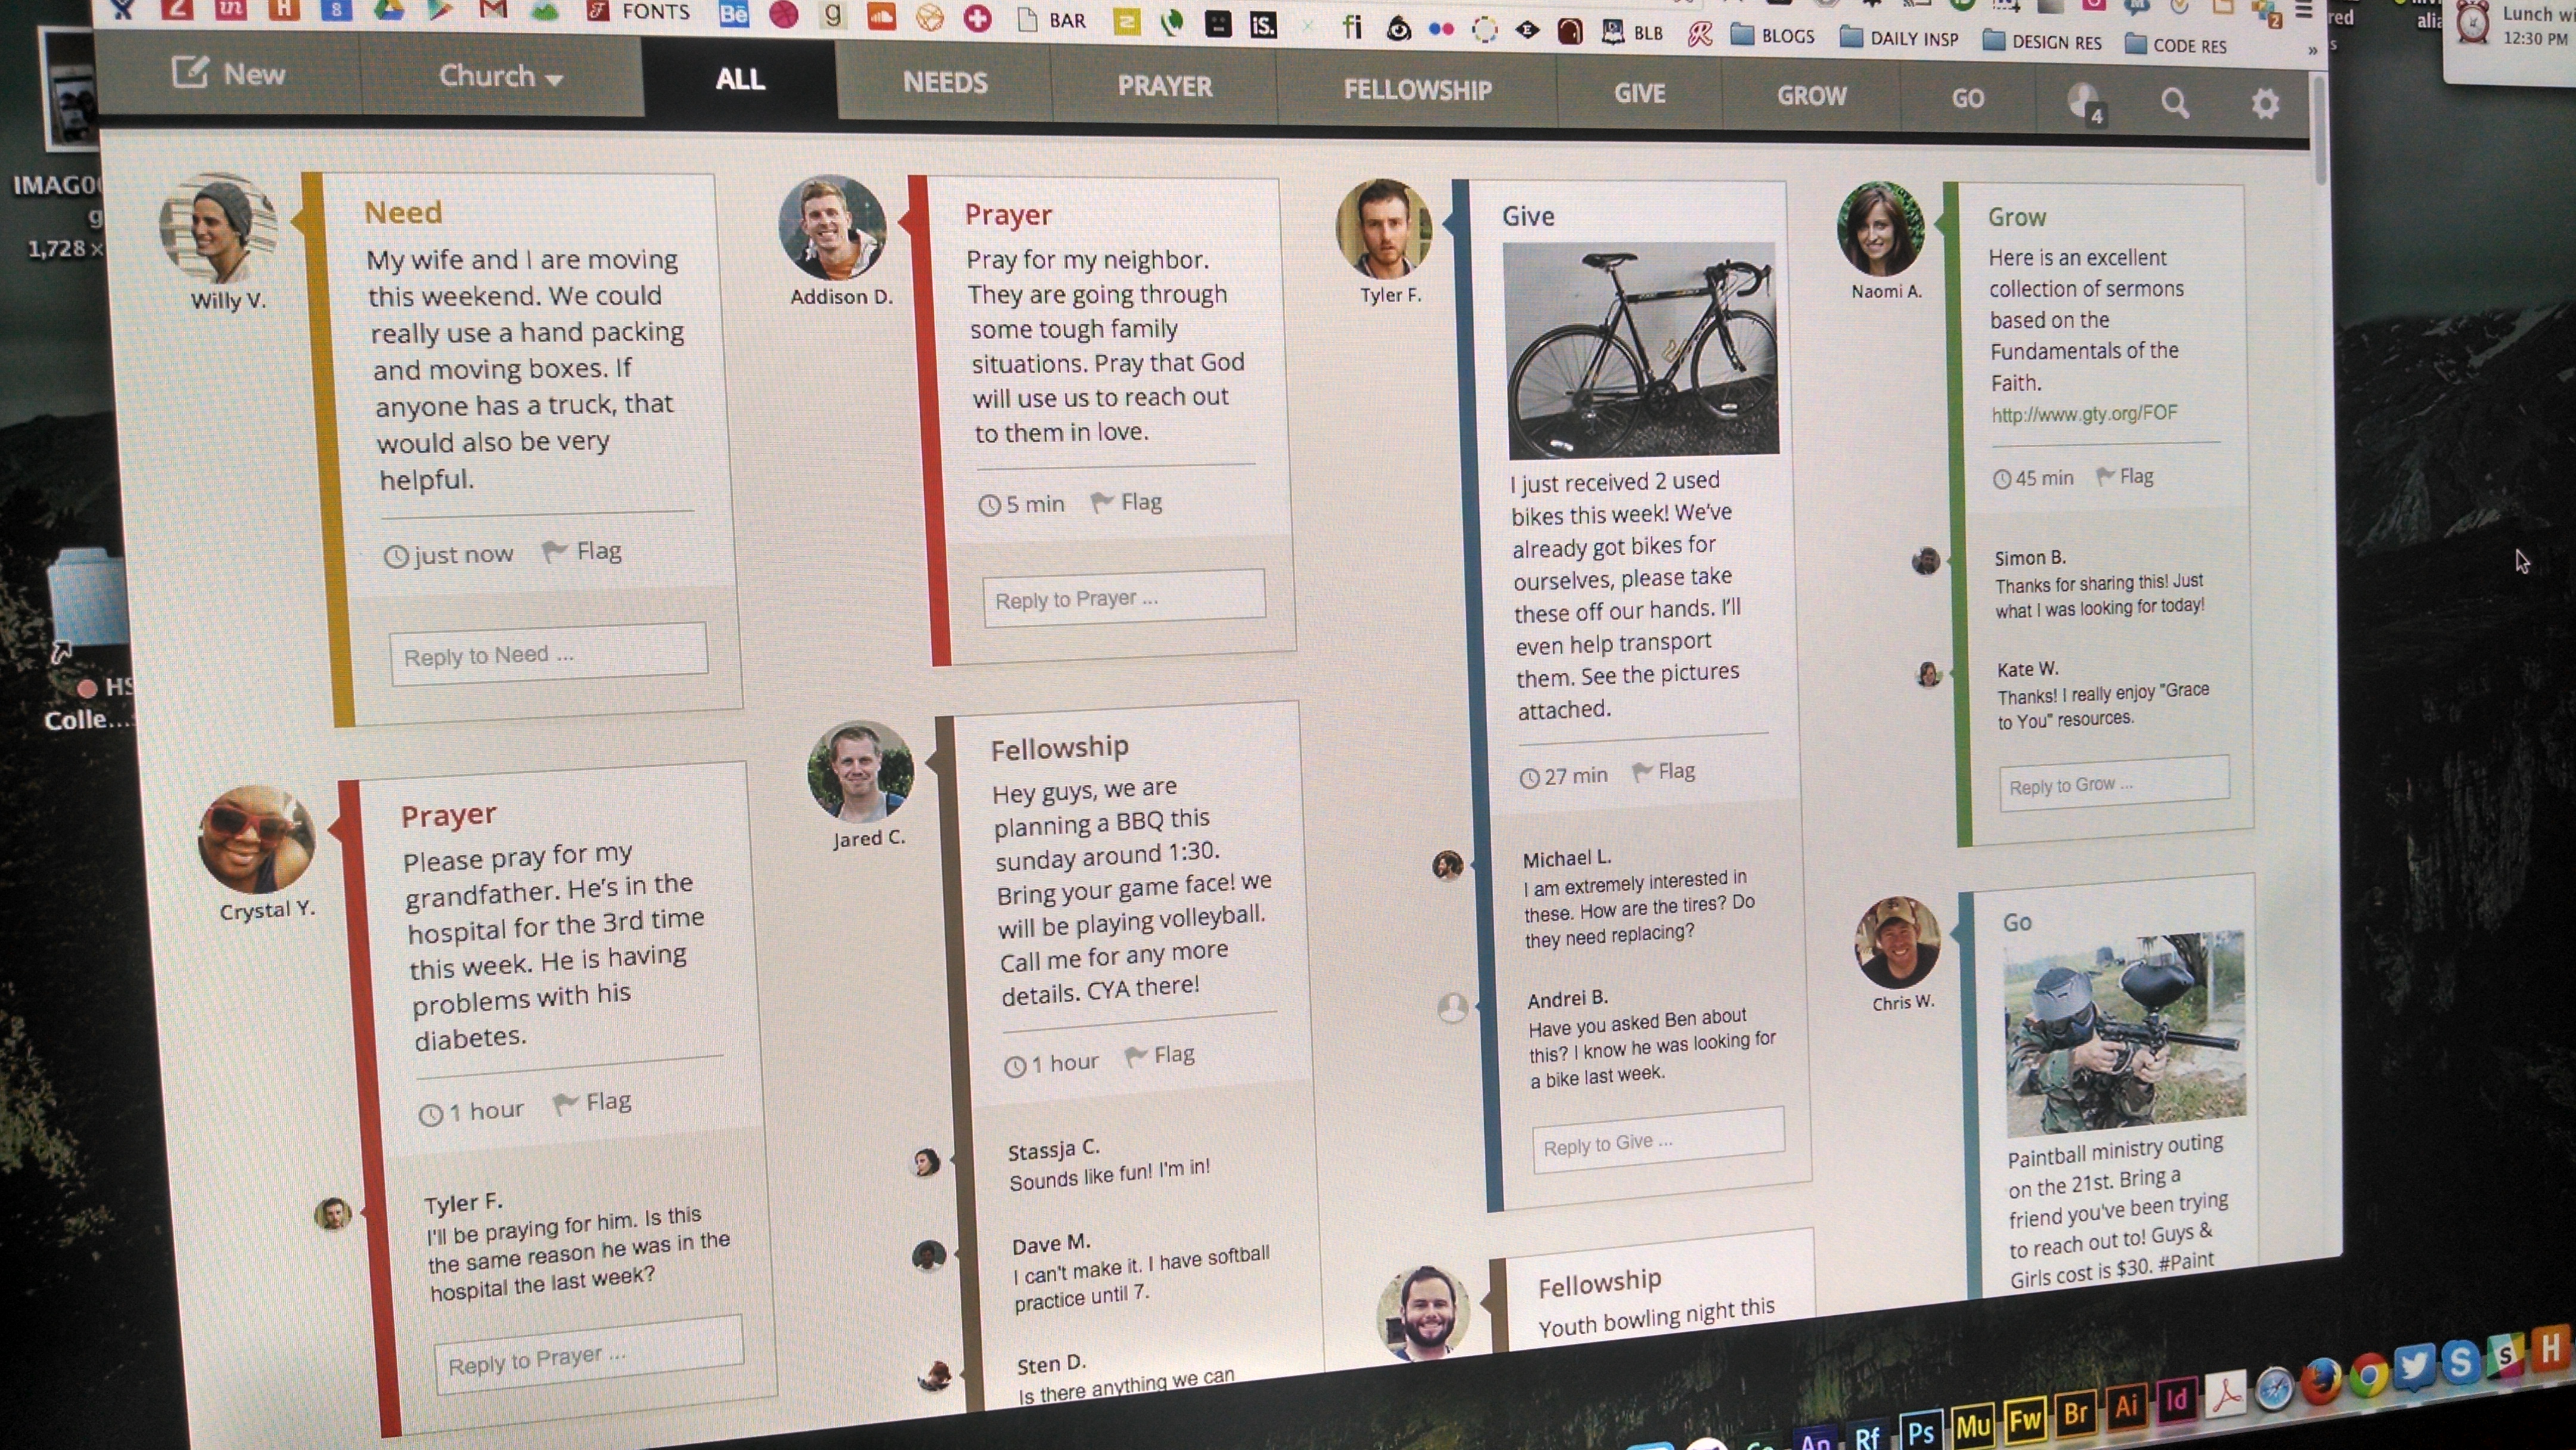 FONTS
Bē
g
BAR
iS.
fi
BLB
BLOGS
DAILY INSP
DESIGN RES
CODE RES
»
2
Lunch wi
12:30 PM
New
Church
ALL
NEEDS
PRAYER
FELLOWSHIP
GIVE
GROW
GO
4
g
1,728 ×
HS
Colle...
Willy V.
Need
My wife and I are moving
this weekend. We could
really use a hand packing
and moving boxes. If
anyone has a truck, that
would also be very
helpful.
just now Flag
Reply to Need ...
Crystal Y.
Prayer
Please pray for my
grandfather. He's in the
hospital for the 3rd time
this week. He is having
problems with his
diabetes.
1 hour Flag
Tyler F.
I'll be praying for him. Is this
the same reason he was in the
hospital the last week?
Reply to Prayer ...
Addison D.
Prayer
Pray for my neighbor.
They are going through
some tough family
situations. Pray that God
will use us to reach out
to them in love.
5 min Flag
Reply to Prayer ...
Jared C.
Fellowship
Hey guys, we are
planning a BBQ this
sunday around 1:30.
Bring your game face! we
will be playing volleyball.
Call me for any more
details. CYA there!
1 hour Flag
Stassja C.
Sounds like fun! I'm in!
Dave M.
I can't make it. I have softball
practice until 7.
Sten D.
Is there anything we can
Tyler F.
Give
I just received 2 used
bikes this week! We've
already got bikes for
ourselves, please take
these off our hands. I'll
even help transport
them. See the pictures
attached.
27 min Flag
Michael L.
I am extremely interested in
these. How are the tires? Do
they need replacing?
Andrei B.
Have you asked Ben about
this? I know he was looking for
a bike last week.
Reply to Give ...
Fellowship
Youth bowling night this
Naomi A.
Grow
Here is an excellent
collection of sermons
based on the
Fundamentals of the
Faith.
http://www.gty.org/FOF
45 min Flag
Simon B.
Thanks for sharing this! Just
what I was looking for today!
Kate W.
Thanks! I really enjoy "Grace
to You" resources.
Reply to Grow ...
Chris W.
Go
Paintball ministry outing
on the 21st. Bring a
friend you've been trying
to reach out to! Guys &
Girls cost is $30. #Paint
An Rf Ps Mu Fw Br Ai Id S S H